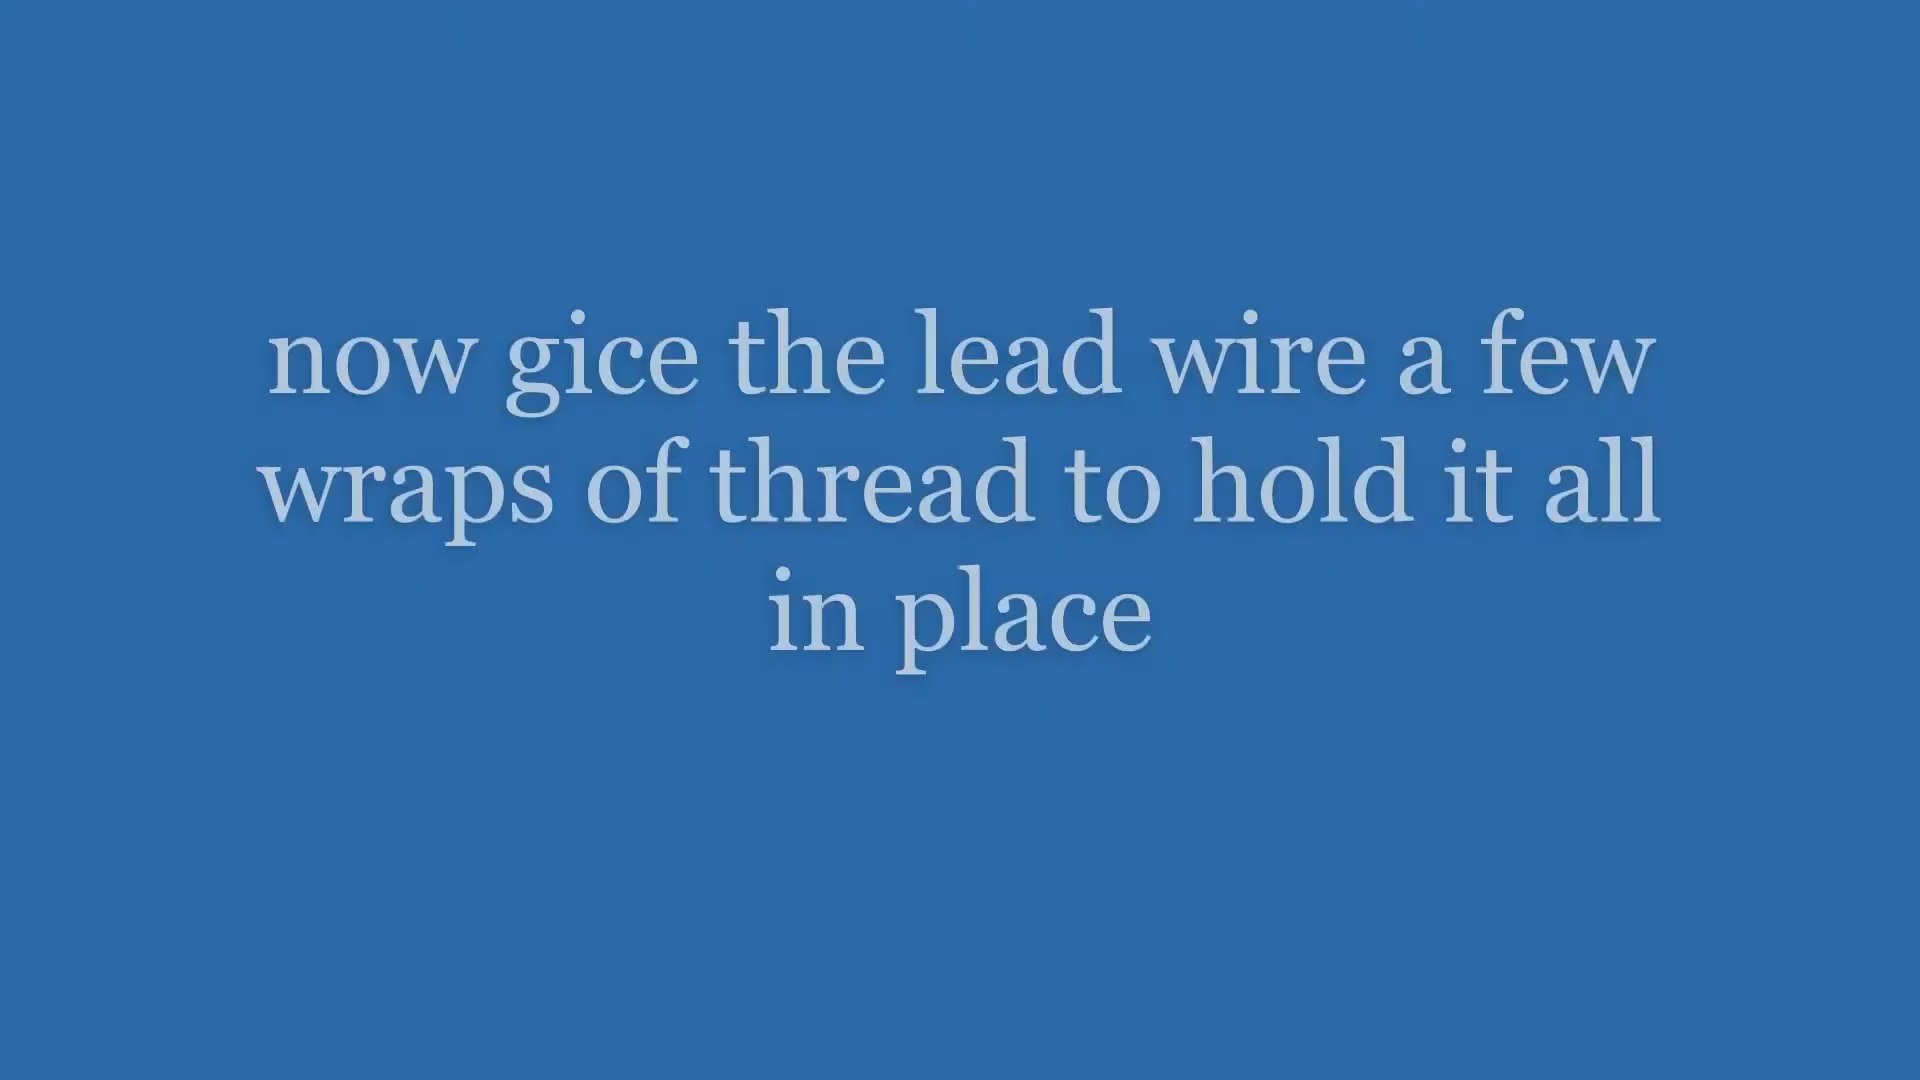 now gice the lead wire a few
wraps of thread to hold it all
in place